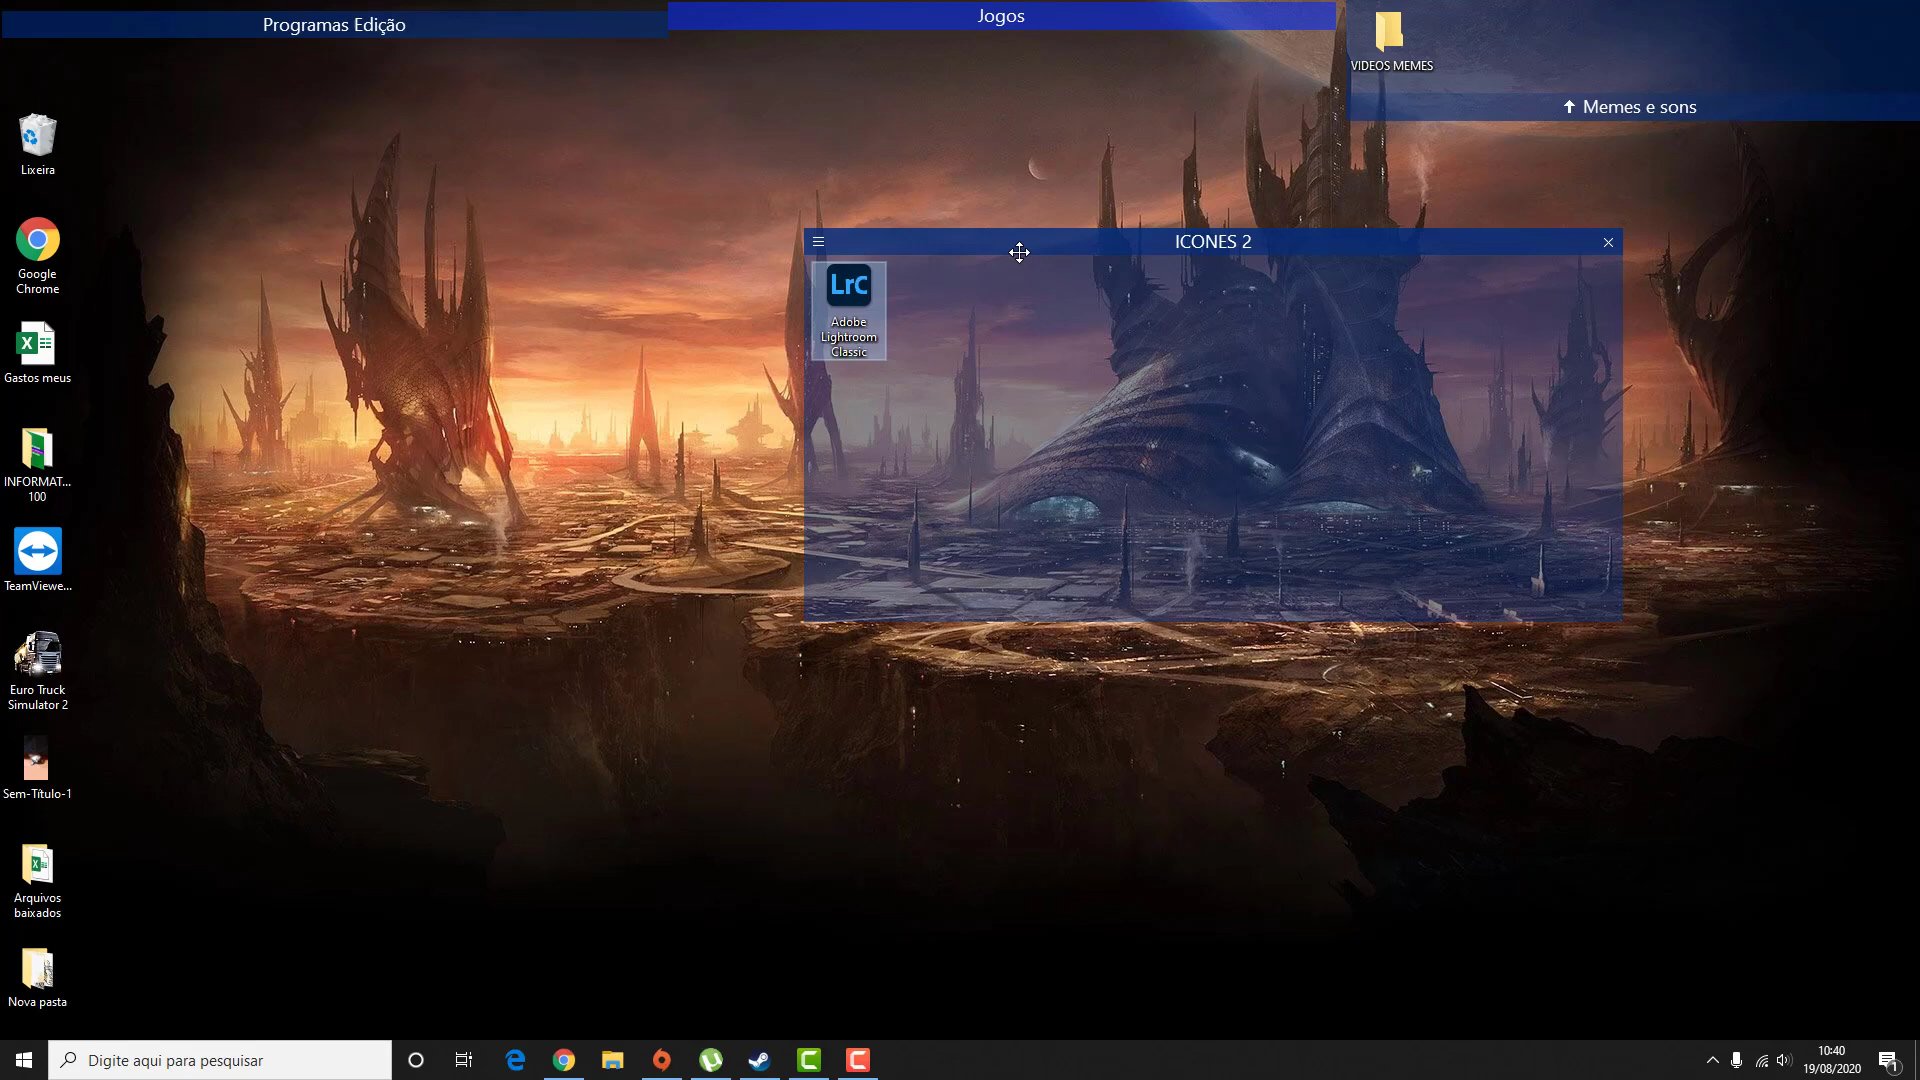 Programas Edição
Jogos
VIDEOS MEMES
Memes e sons
Lixeira
Google
Chrome
Gastos meus
INFORMAT...
100
TeamViewe...
Euro Truck
Simulator 2
Sem-Título-1
Arquivos
baixados
Nova pasta
ICONES 2
LrC
Adobe
Lightroom
Classic
Digite aqui para pesquisar
10:40
19/08/2020
1